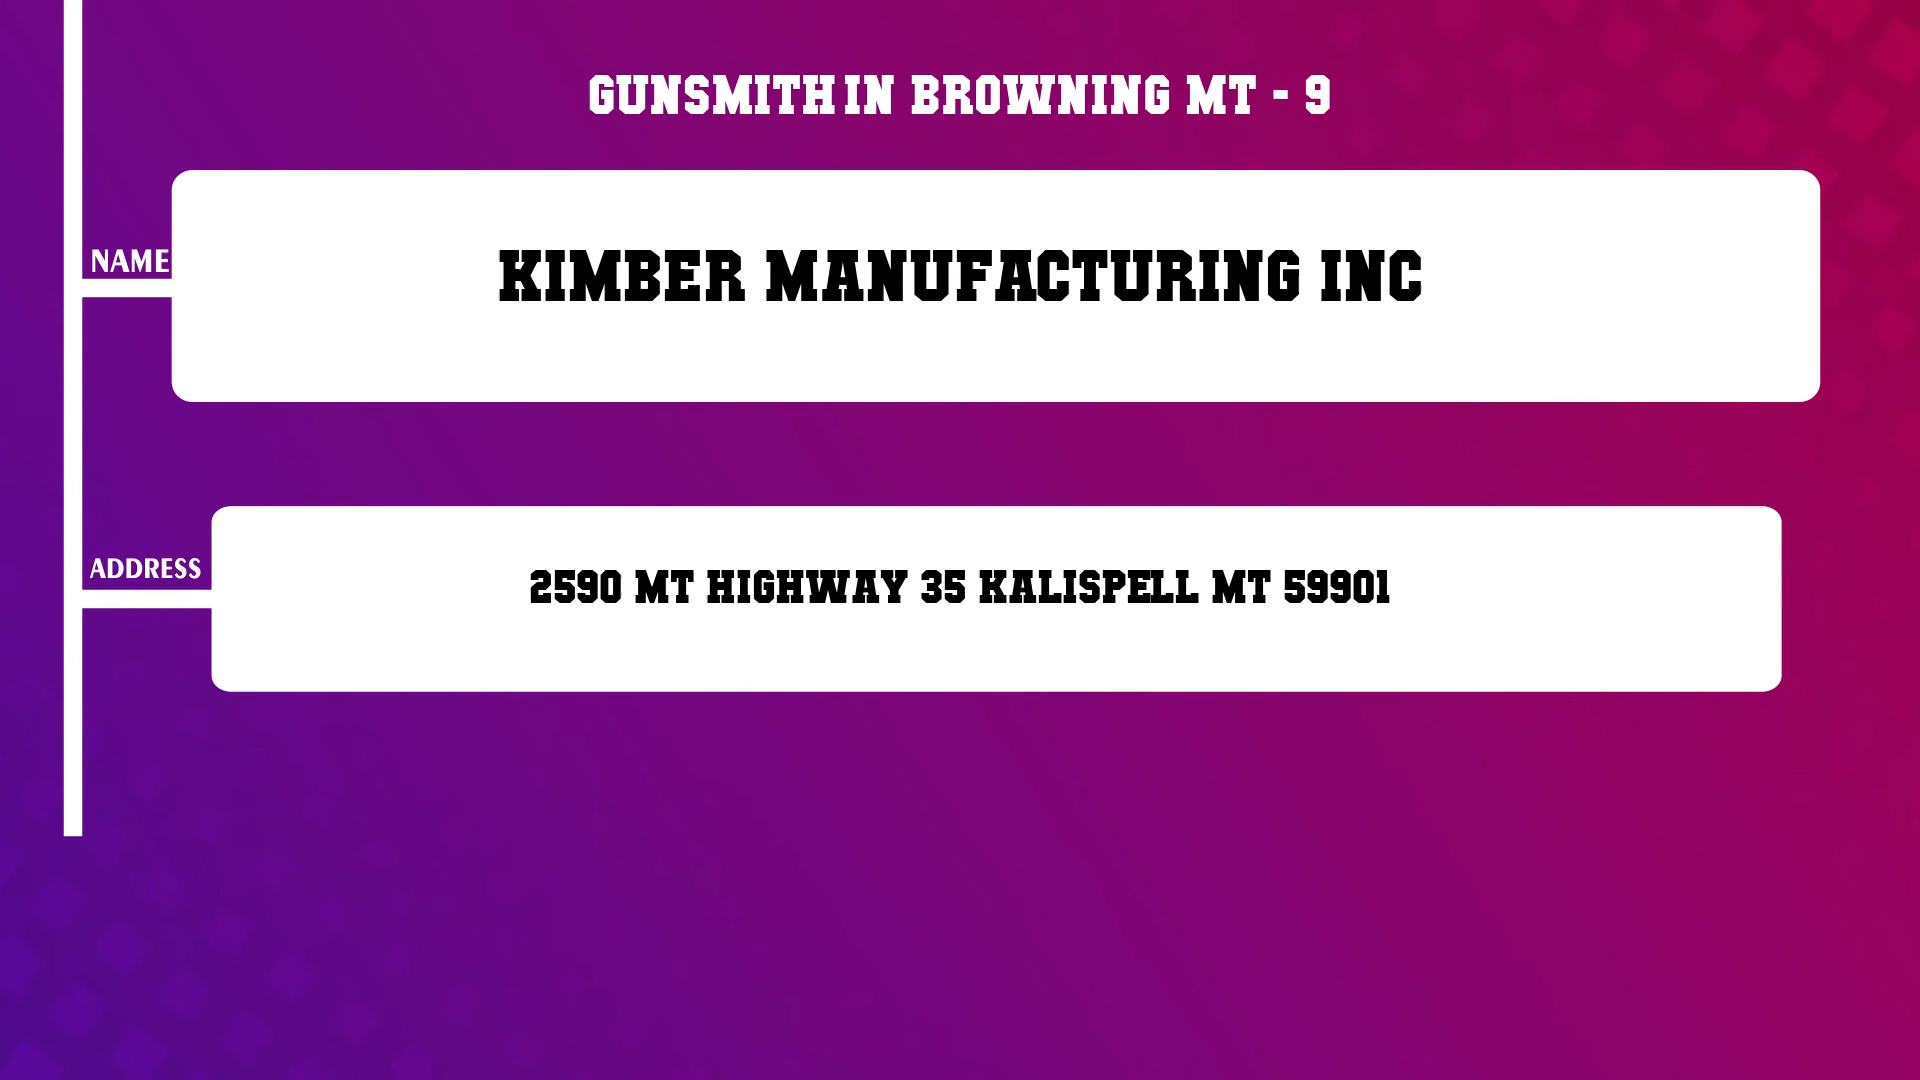 GUNSMITH IN BROWNING MT - 9
NAME
KIMBER MANUFACTURING INC
ADDRESS
2590 MT HIGHWAY 35 KALISPELL MT 59901